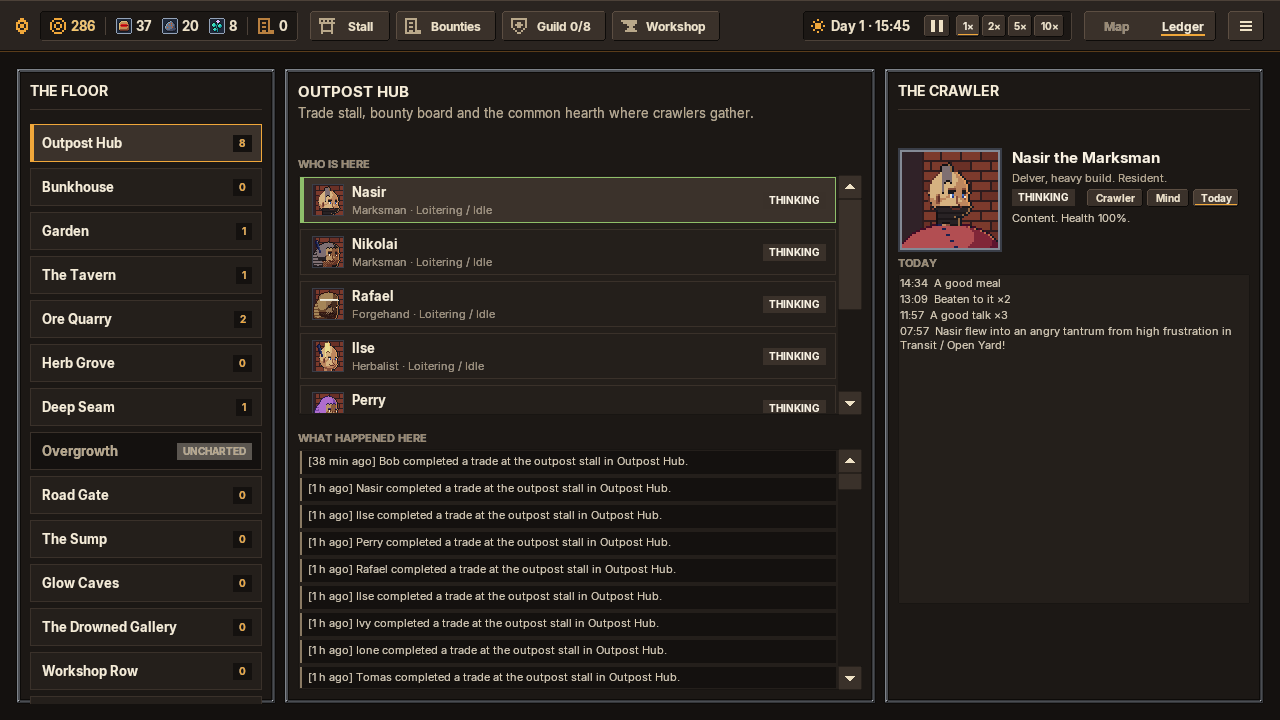 286
37
20
8
0
Stall
Bounties
Guild 0/8
Workshop
Day 1 · 15:45
1×
2×
5×
10×
Map
Ledger
THE FLOOR
Outpost Hub 8
Bunkhouse 0
Garden 1
The Tavern 1
Ore Quarry 2
Herb Grove 0
Deep Seam 1
Overgrowth UNCHARTED
Road Gate 0
The Sump 0
Glow Caves 0
The Drowned Gallery 0
Workshop Row 0
OUTPOST HUB
Trade stall, bounty board and the common hearth where crawlers gather.
WHO IS HERE
Nasir
Marksman · Loitering / Idle
THINKING
Nikolai
Marksman · Loitering / Idle
THINKING
Rafael
Forgehand · Loitering / Idle
THINKING
Ilse
Herbalist · Loitering / Idle
THINKING
Perry
THINKING
WHAT HAPPENED HERE
[38 min ago] Bob completed a trade at the outpost stall in Outpost Hub.
[1 h ago] Nasir completed a trade at the outpost stall in Outpost Hub.
[1 h ago] Ilse completed a trade at the outpost stall in Outpost Hub.
[1 h ago] Perry completed a trade at the outpost stall in Outpost Hub.
[1 h ago] Rafael completed a trade at the outpost stall in Outpost Hub.
[1 h ago] Ilse completed a trade at the outpost stall in Outpost Hub.
[1 h ago] Ivy completed a trade at the outpost stall in Outpost Hub.
[1 h ago] Ione completed a trade at the outpost stall in Outpost Hub.
[1 h ago] Tomas completed a trade at the outpost stall in Outpost Hub.
THE CRAWLER
Nasir the Marksman
Delver, heavy build. Resident.
THINKING Crawler Mind Today
Content. Health 100%.
TODAY
14:34 A good meal
13:09 Beaten to it ×2
11:57 A good talk ×3
07:57 Nasir flew into an angry tantrum from high frustration in
Transit / Open Yard!